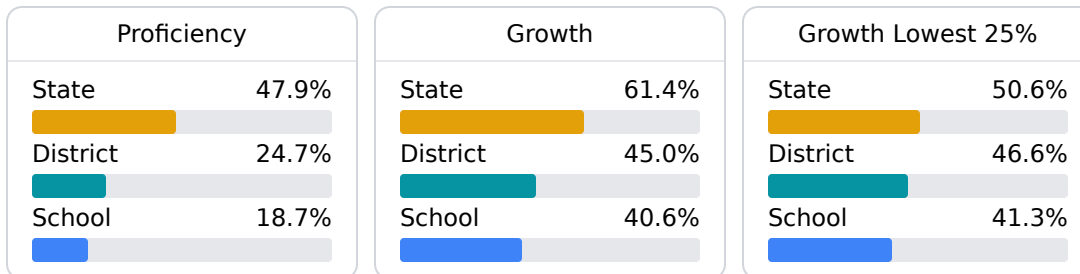 Proficiency
State 47.9%
District 24.7%
School 18.7%
Growth
State 61.4%
District 45.0%
School 40.6%
Growth Lowest 25%
State 50.6%
District 46.6%
School 41.3%